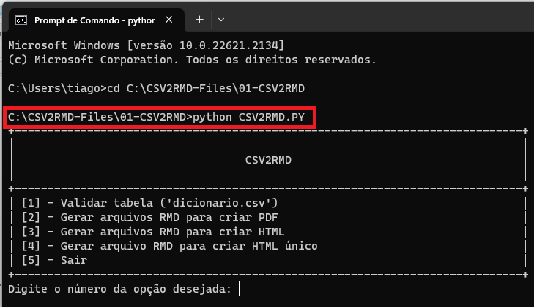 Prompt de Comando - python
Microsoft Windows [versão 10.0.22621.2134]
(c) Microsoft Corporation. Todos os direitos reservados.
C:\Users\tiago>cd C:\CSV2RMD-Files\01-CSV2RMD
C:\CSV2RMD-Files\01-CSV2RMD>python CSV2RMD.PY
CSV2RMD
[1] - Validar tabela ('dicionario.csv')
[2] - Gerar arquivos RMD para criar PDF
[3] - Gerar arquivos RMD para criar HTML
[4] - Gerar arquivo RMD para criar HTML único
[5] - Sair
Digite o número da opção desejada: